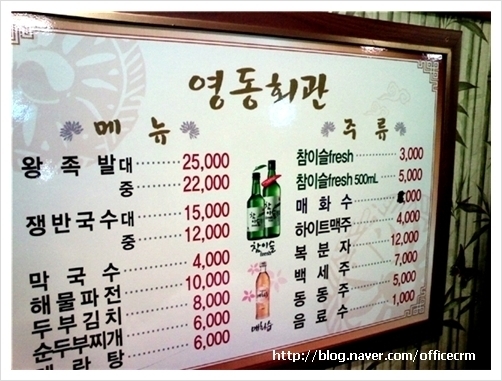 영동회관
메 뉴
왕 족 발 대 25,000
중 22,000
쟁반국수 대 15,000
중 12,000
막 국 수 4,000
해물파전 10,000
두부김치 8,000
순두부찌개 6,000
란 탕 6,000
참이슬
fresh
매화수
주 류
참이슬fresh 3,000
참이슬fresh 500mL 5,000
매 화 수
하이트맥주 4,000
복 분 자 12,000
백 세 주 7,000
동 동 주 5,000
음 료 수 1,000
http://blog.naver.com/officecrm